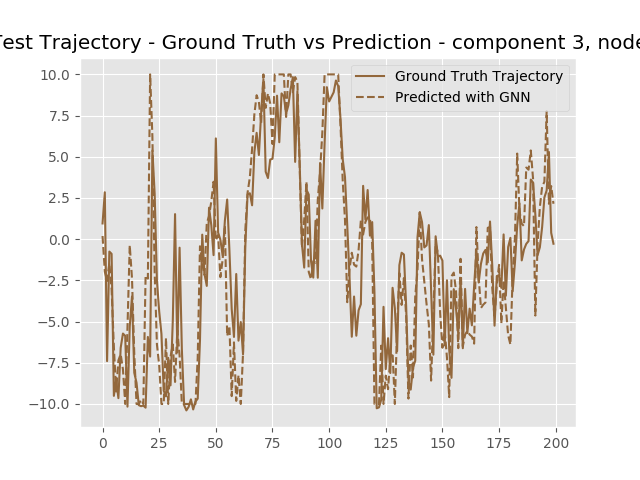 Test Trajectory - Ground Truth vs Prediction - component 3, node
10.0
7.5
5.0
2.5
0.0
−2.5
−5.0
−7.5
−10.0
Ground Truth Trajectory
Predicted with GNN
0 25 50 75 100 125 150 175 200